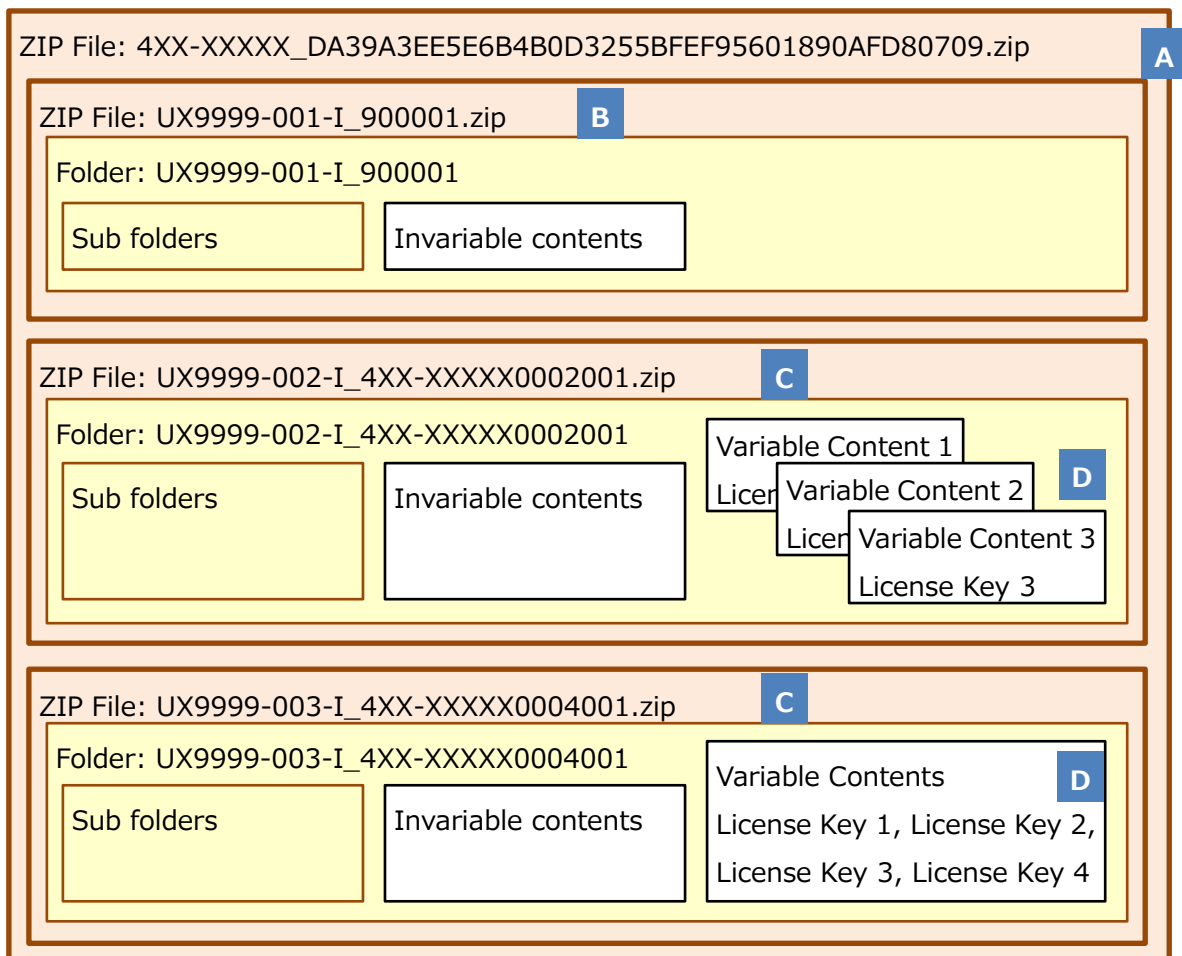 ZIP File: 4XX-XXXXX_DA39A3EE5E6B4B0D3255BFEF95601890AFD80709.zip
A
ZIP File: UX9999-001-I_900001.zip
B
Folder: UX9999-001-I_900001
Sub folders
Invariable contents
ZIP File: UX9999-002-I_4XX-XXXXX0002001.zip
C
Folder: UX9999-002-I_4XX-XXXXX0002001
Sub folders
Invariable contents
Variable Content 1
Licen
Variable Content 2
Licen
Variable Content 3
License Key 3
D
ZIP File: UX9999-003-I_4XX-XXXXX0004001.zip
C
Folder: UX9999-003-I_4XX-XXXXX0004001
Sub folders
Invariable contents
Variable Contents
D
License Key 1, License Key 2,
License Key 3, License Key 4